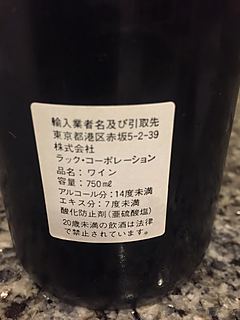 輸入業者名及び引取先
東京都港区赤坂5-2-39
株式会社
ラック・コーポレーション
品名：ワイン
容量：750㎖
アルコール分：14度未満
エキス分：7度未満
酸化防止剤(亜硫酸塩)
20歳未満の飲酒は法律
で禁止されています。